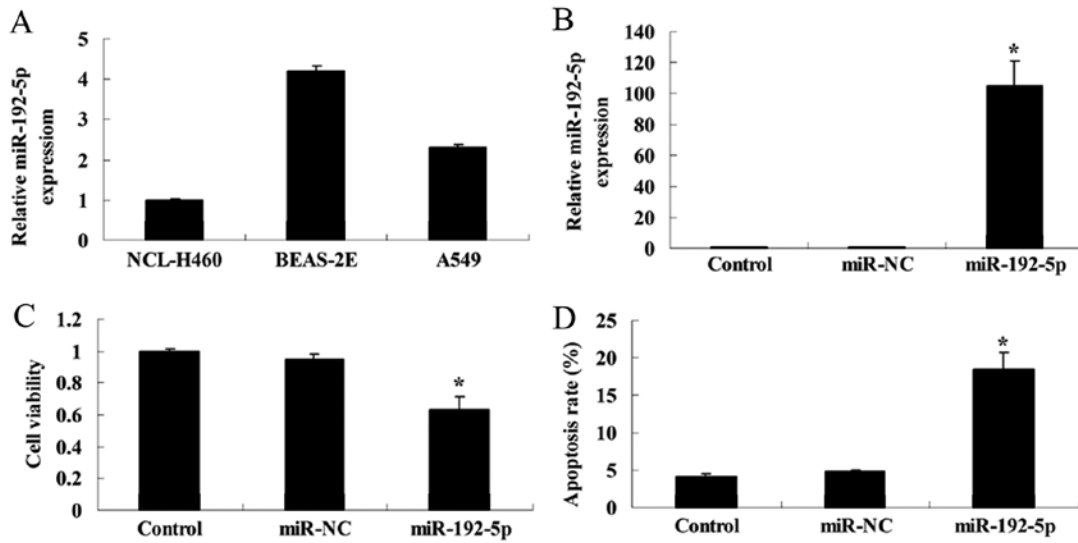 A
Relative miR-192-5p
expressiom
5
4
3
2
1
0
NCL-H460 BEAS-2E A549
B
Relative miR-192-5p
expression
140
120
100
80
60
40
20
0
*
Control miR-NC miR-192-5p
C
Cell viability
1.2
1
0.8
0.6
0.4
0.2
0
*
Control miR-NC miR-192-5p
D
Apoptosis rate (%)
25
20
15
10
5
0
*
Control miR-NC miR-192-5p